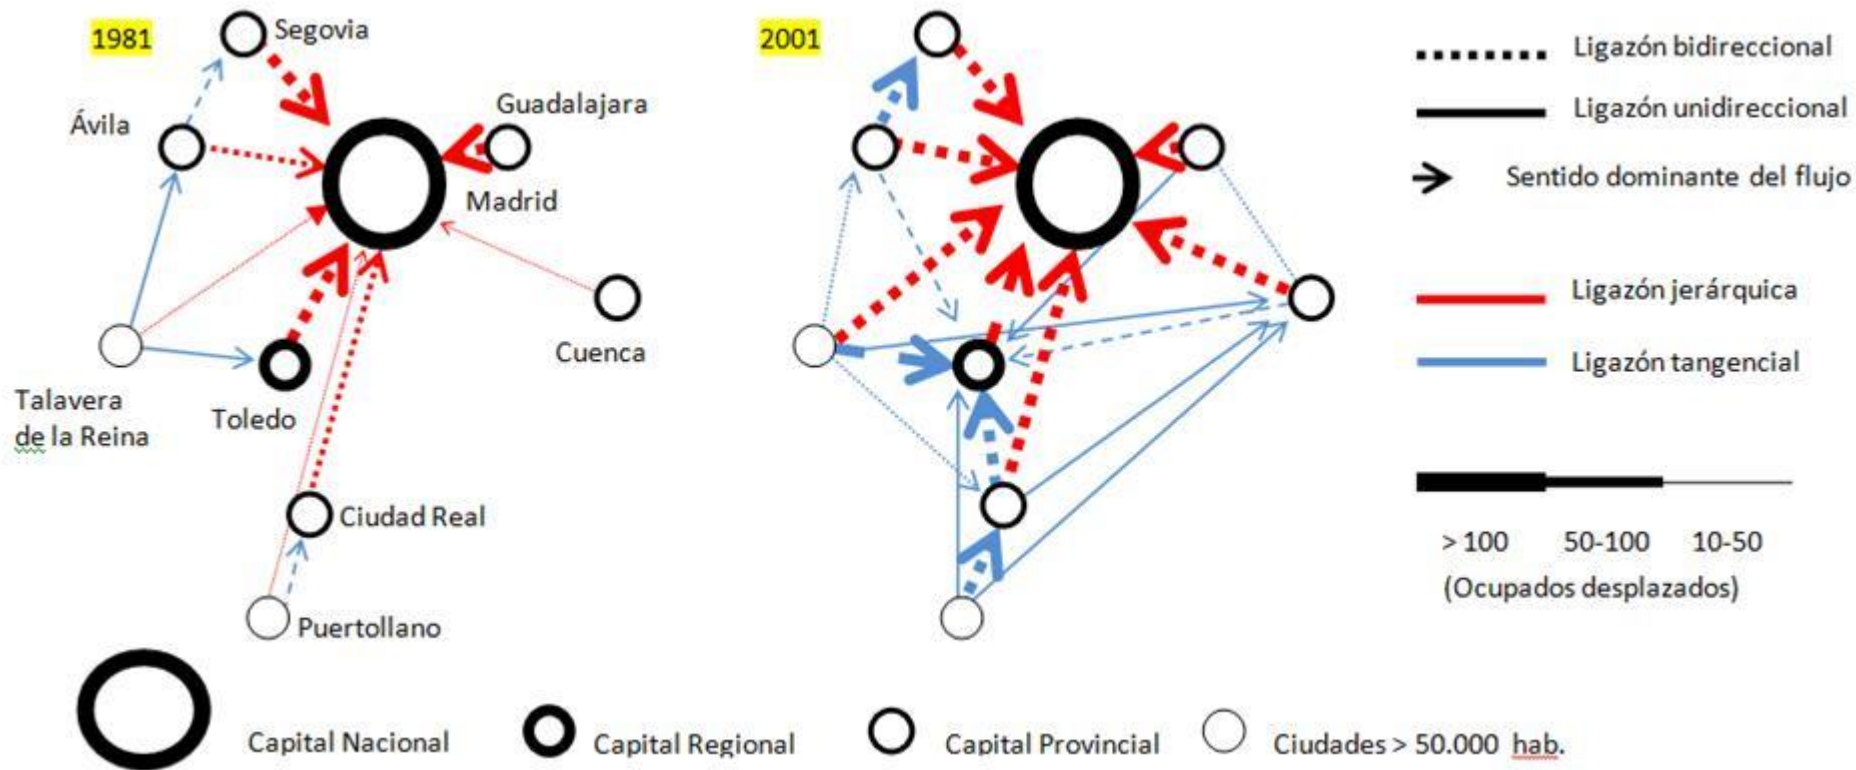 1981
Segovia
Ávila
Guadalajara
Madrid
Cuenca
Talavera
de la Reina
Toledo
Ciudad Real
Puertollano
2001
Ligazón bidireccional
Ligazón unidireccional
Sentido dominante del flujo
Ligazón jerárquica
Ligazón tangencial
> 100 50-100 10-50
(Ocupados desplazados)
Capital Nacional
Capital Regional
Capital Provincial
Ciudades > 50.000 hab.